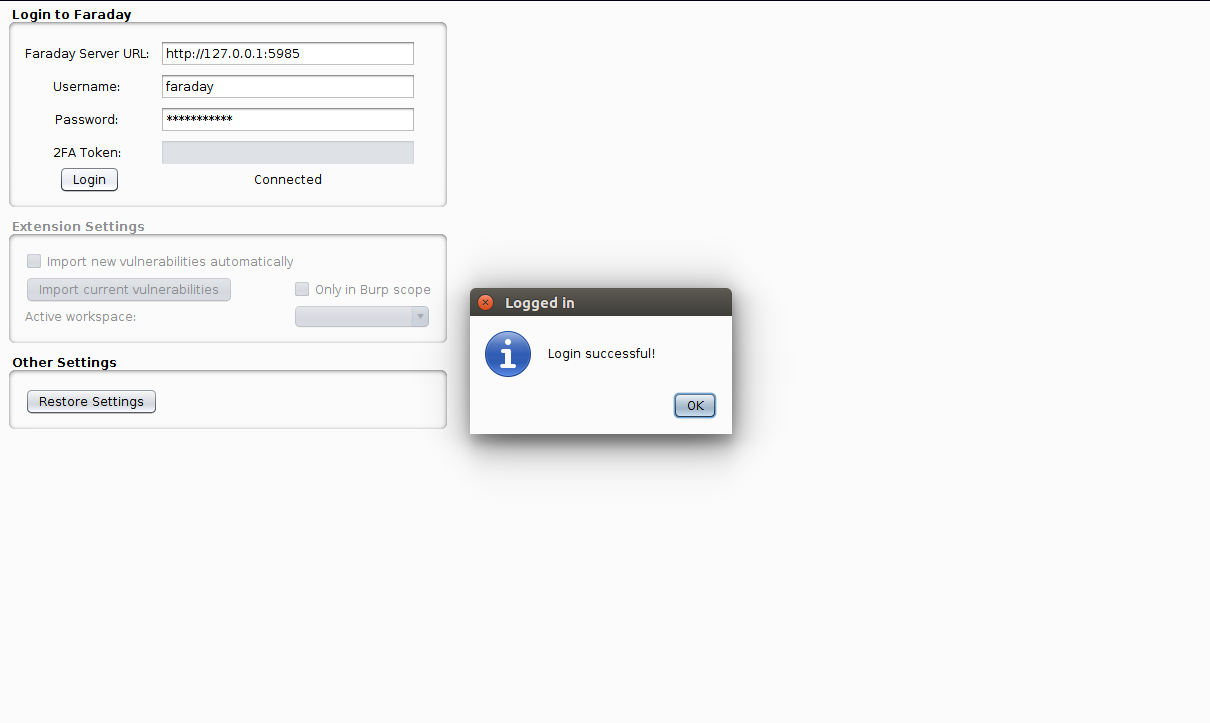 Login to Faraday
Faraday Server URL: http://127.0.0.1:5985
Username: faraday
Password: ***********
2FA Token:
Login Connected
Extension Settings
Import new vulnerabilities automatically
Import current vulnerabilities Only in Burp scope
Active workspace:
Other Settings
Restore Settings
Logged in
Login successful!
OK